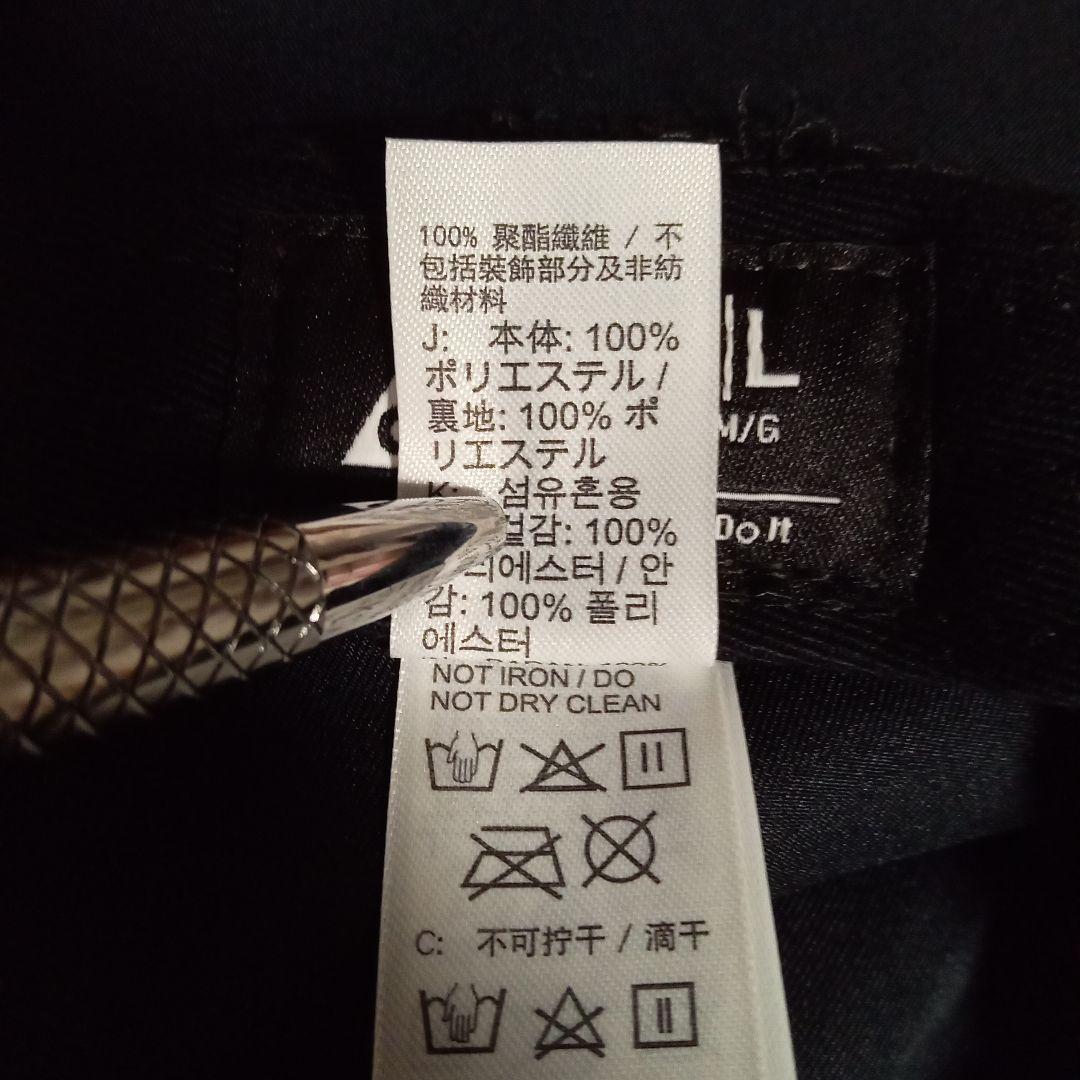 100% 聚酯纖維 / 不
包括裝飾部分及非紡
織材料
J: 本体: 100%
ポリエステル /
裏地: 100% ポ
リエステル
K: 섬유혼용
걸감: 100%
에스터 / 안
감: 100% 폴리
에스터
L
M/G
Do It
NOT IRON / DO
NOT DRY CLEAN
C: 不可拧干 / 滴干